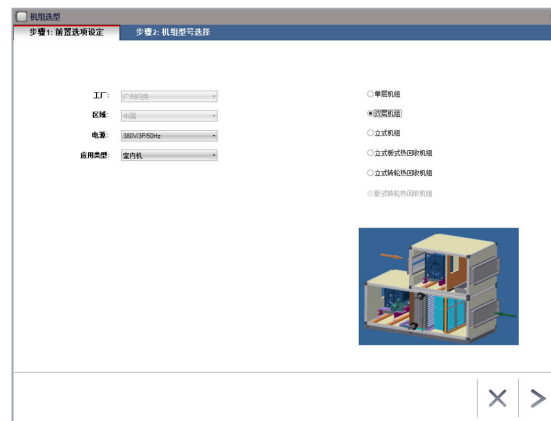 机组选型
步骤1: 前置选项设定
步骤2: 机组型号选择
工厂:
区域:
中国
电源:
380V/3P/50Hz
应用类型:
室内机
单层机组
双层机组
立式机组
立式板式热回收机组
立式转轮热回收机组
卧式转轮热回收机组